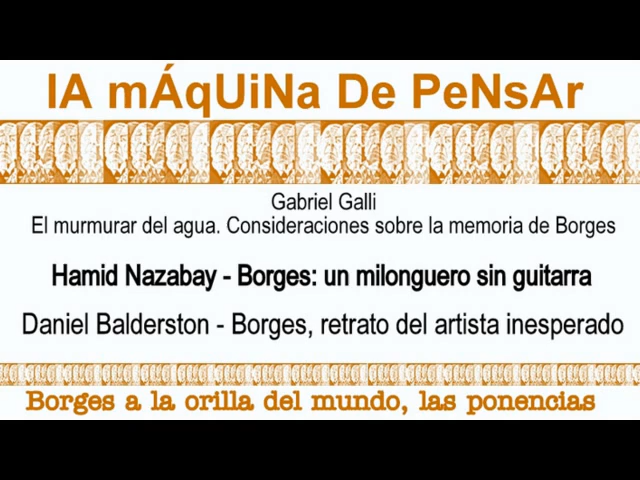 lA mÁqUiNa De PeNsAr
Gabriel Galli
El murmurar del agua. Consideraciones sobre la memoria de Borges
Hamid Nazabay - Borges: un milonguero sin guitarra
Daniel Balderston - Borges, retrato del artista inesperado
Borges a la orilla del mundo, las ponencias